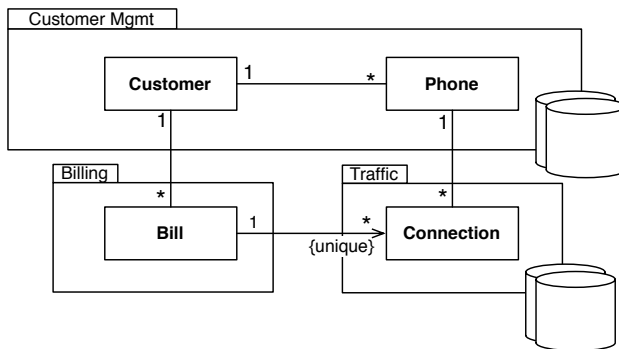 Customer Mgmt
Customer
1
*
Phone
1
1
Billing
Traffic
*
*
Bill
1
*
{unique}
Connection